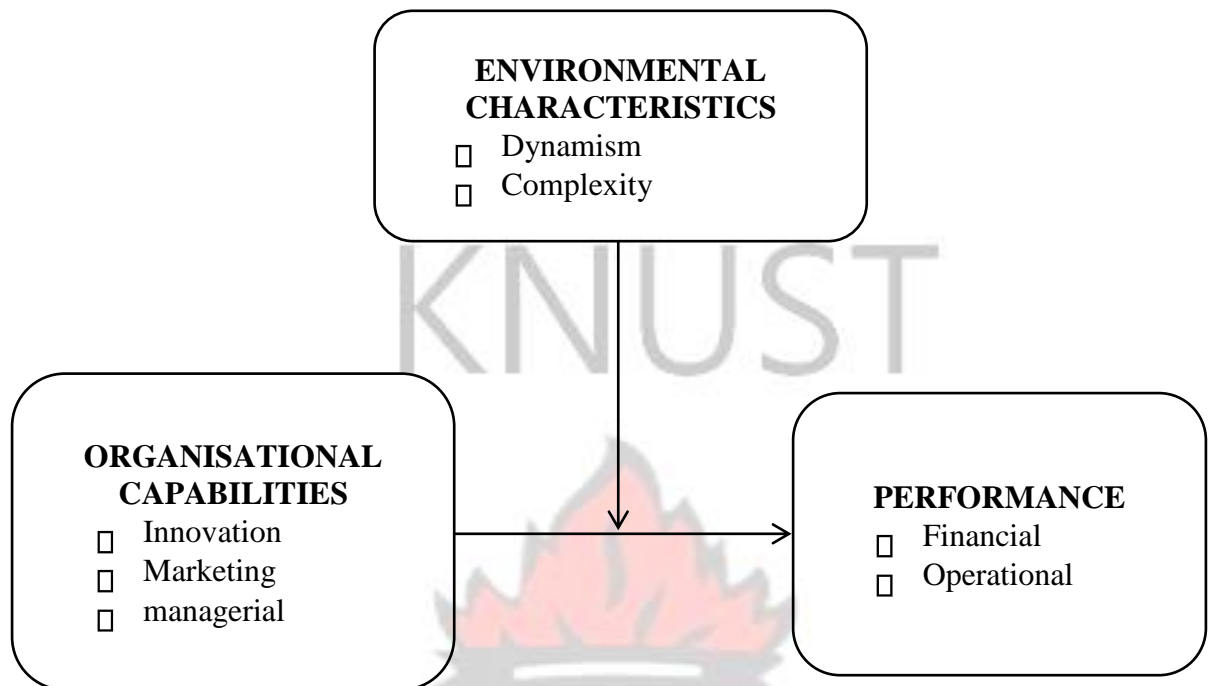 ENVIRONMENTAL
CHARACTERISTICS
Dynamism
Complexity
KNUST
ORGANISATIONAL
CAPABILITIES
Innovation
Marketing
managerial
PERFORMANCE
Financial
Operational